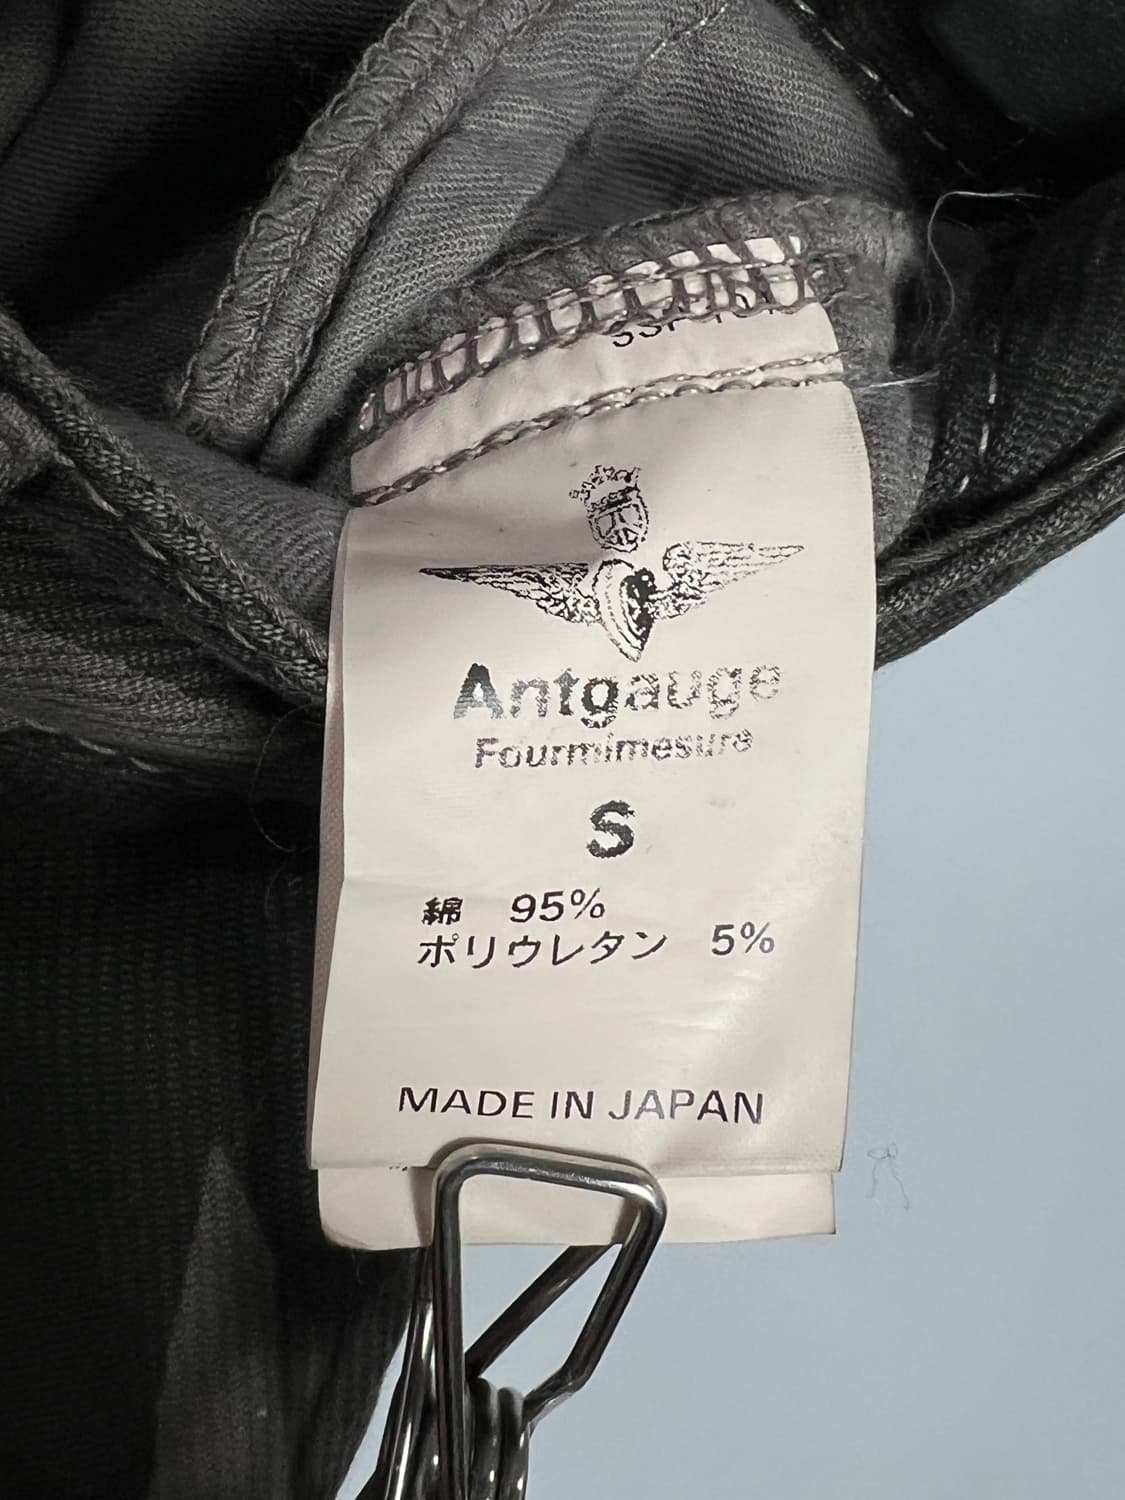 Antgauge
Fourmimesure
S
綿 95%
ポリウレタン 5%
MADE IN JAPAN